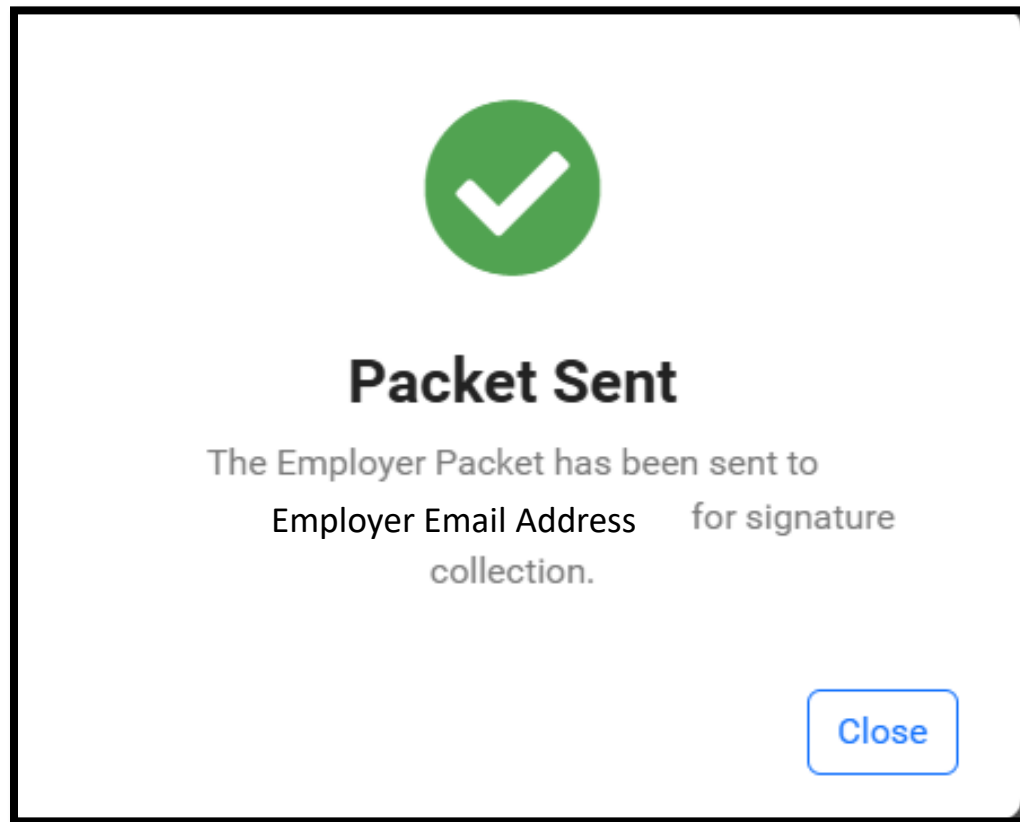 Packet Sent
The Employer Packet has been sent to
Employer Email Address for signature
collection.
Close